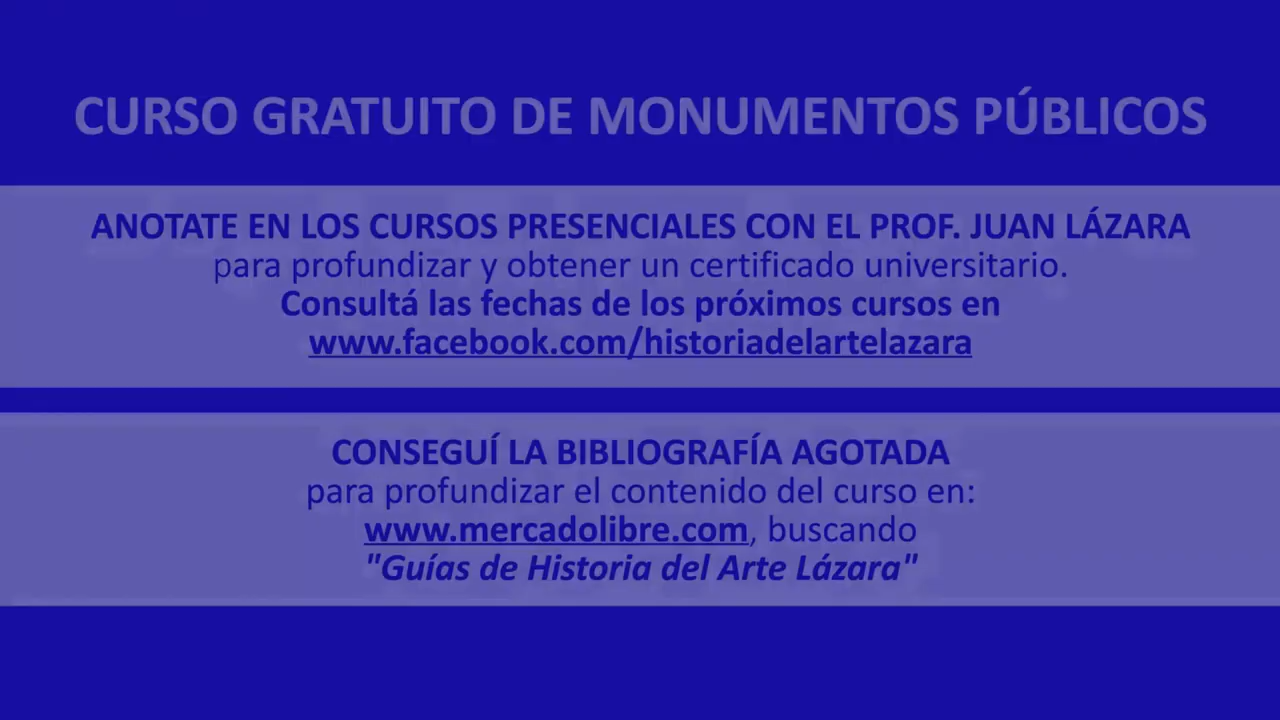 CURSO GRATUITO DE MONUMENTOS PÚBLICOS
ANOTATE EN LOS CURSOS PRESENCIALES CON EL PROF. JUAN LÁZARA
para profundizar y obtener un certificado universitario.
Consultá las fechas de los próximos cursos en
www.facebook.com/historiadelartelazara
CONSEGUÍ LA BIBLIOGRAFÍA AGOTADA
para profundizar el contenido del curso en:
www.mercadolibre.com, buscando
"Guías de Historia del Arte Lázara"